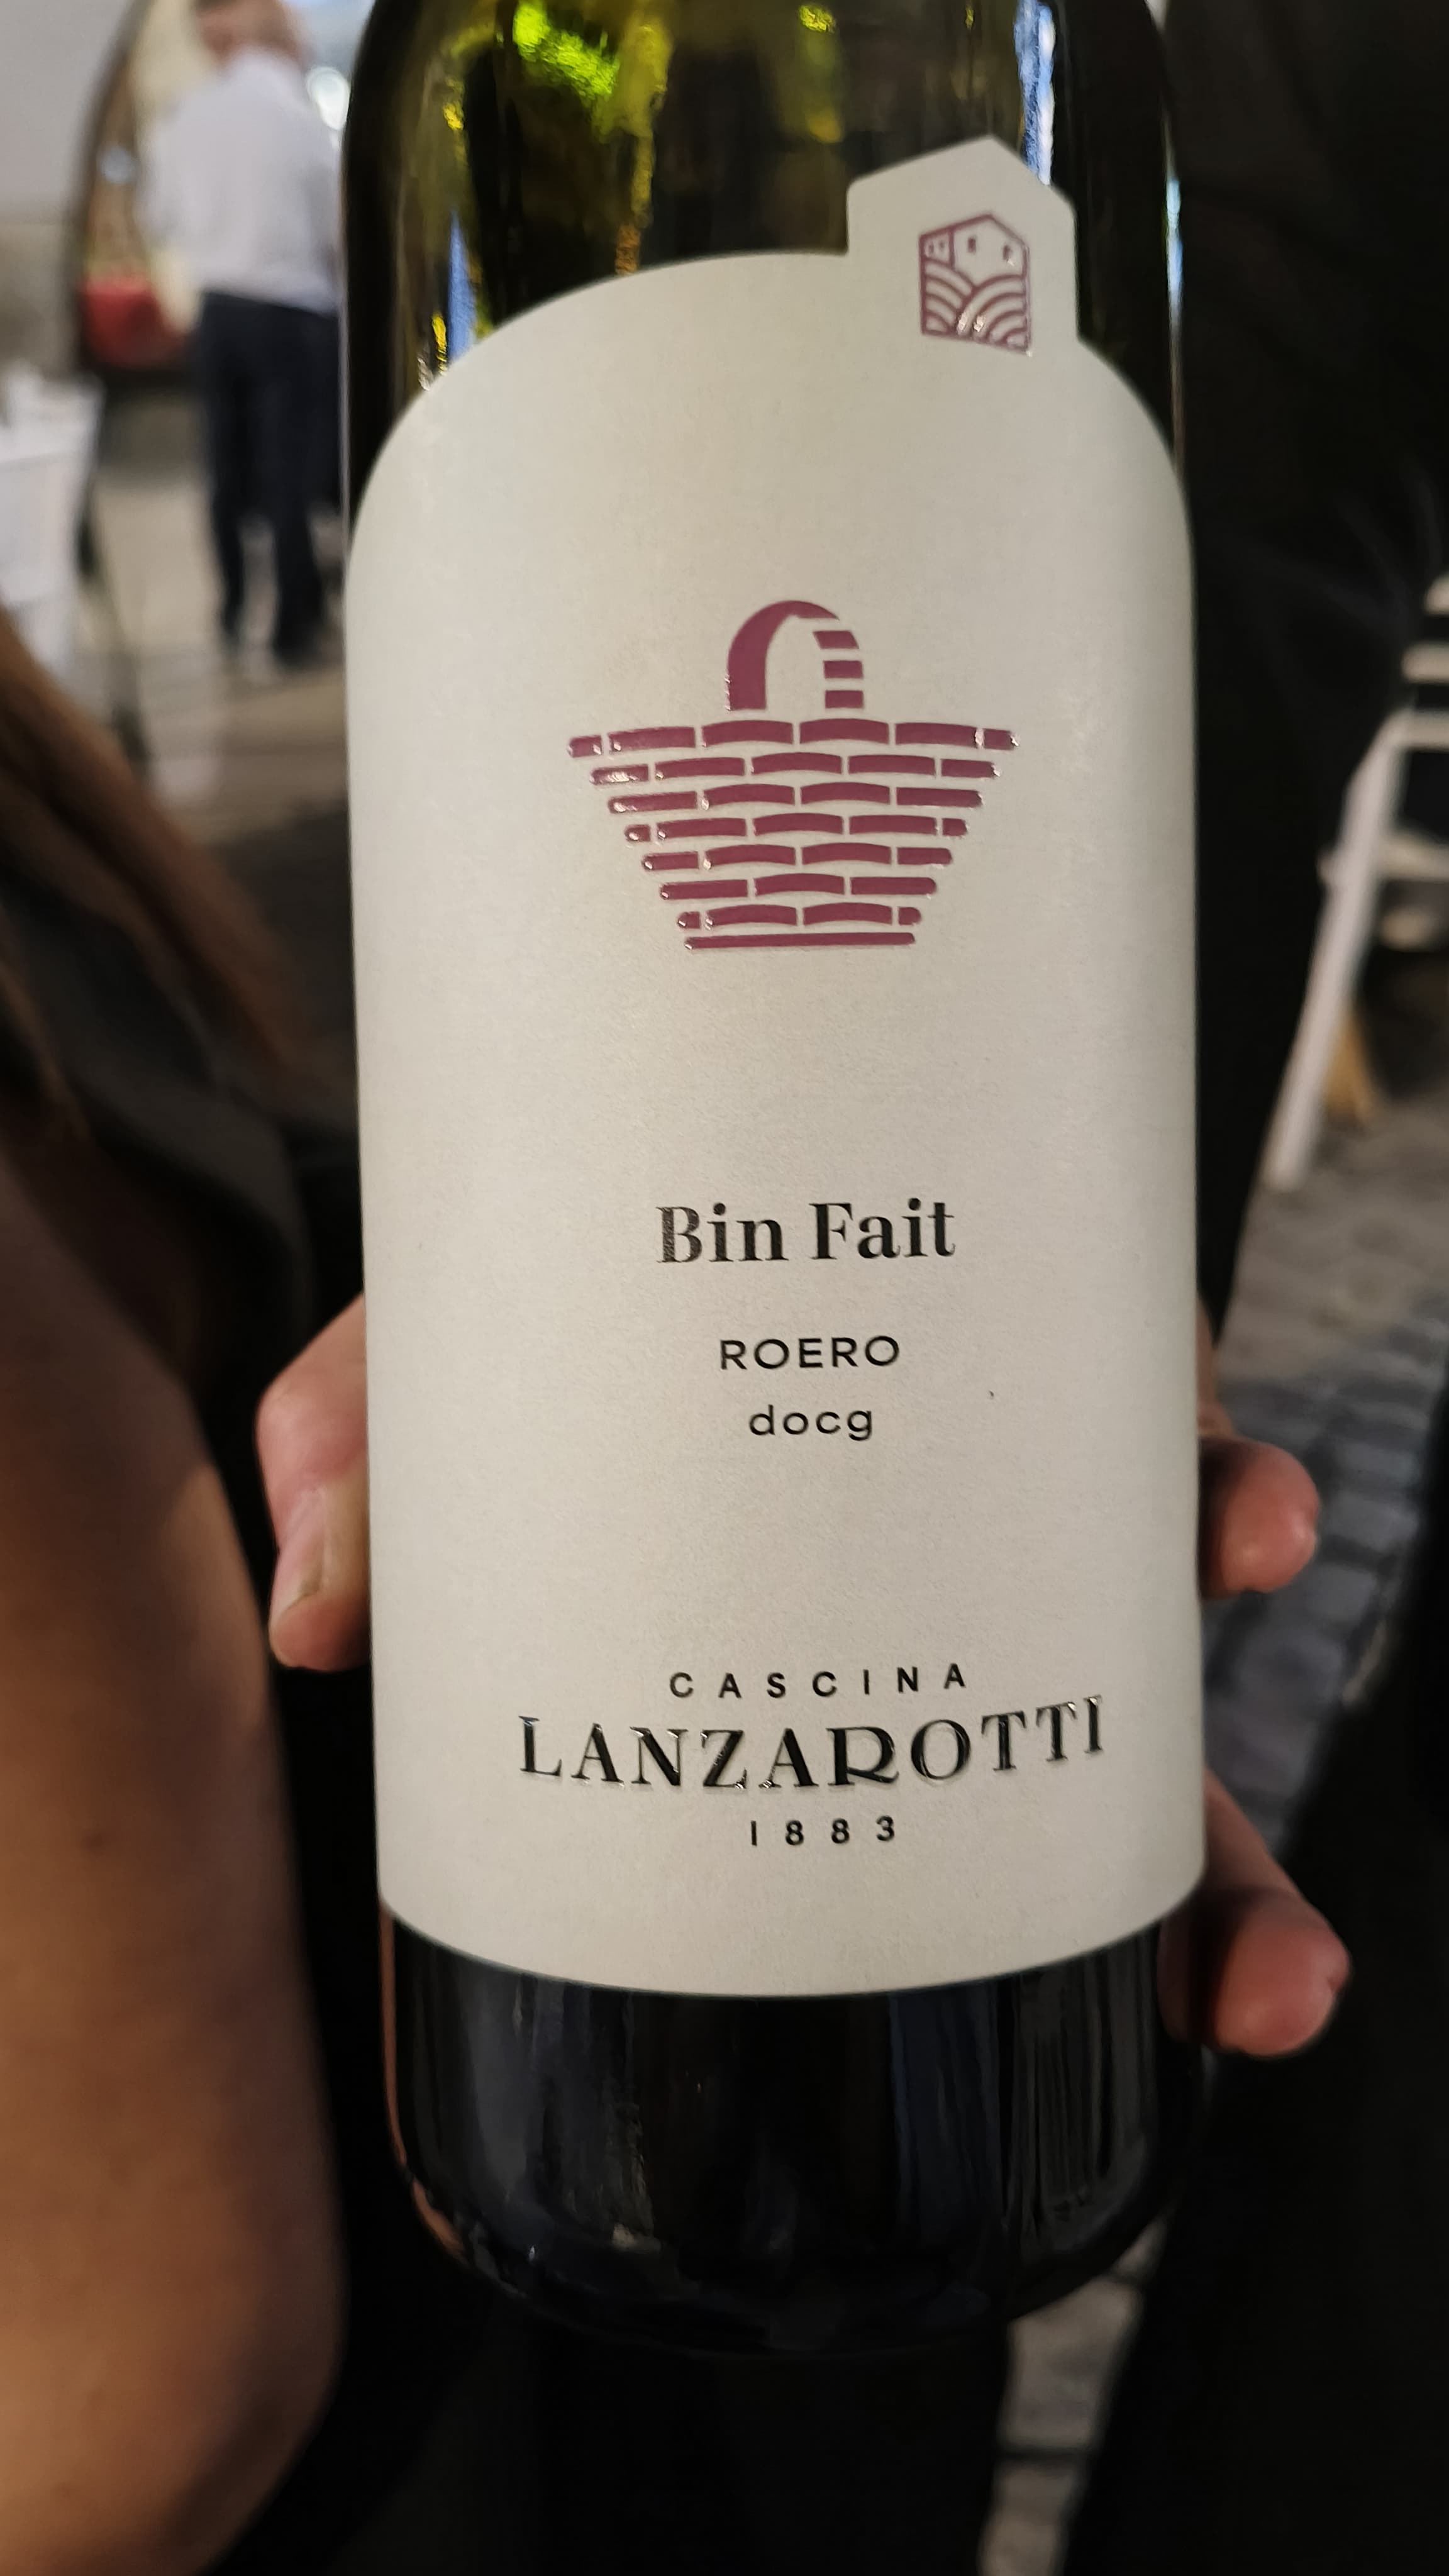 Bin Fait
ROERO
docg
CASCINA
LANZAROTTI
1883